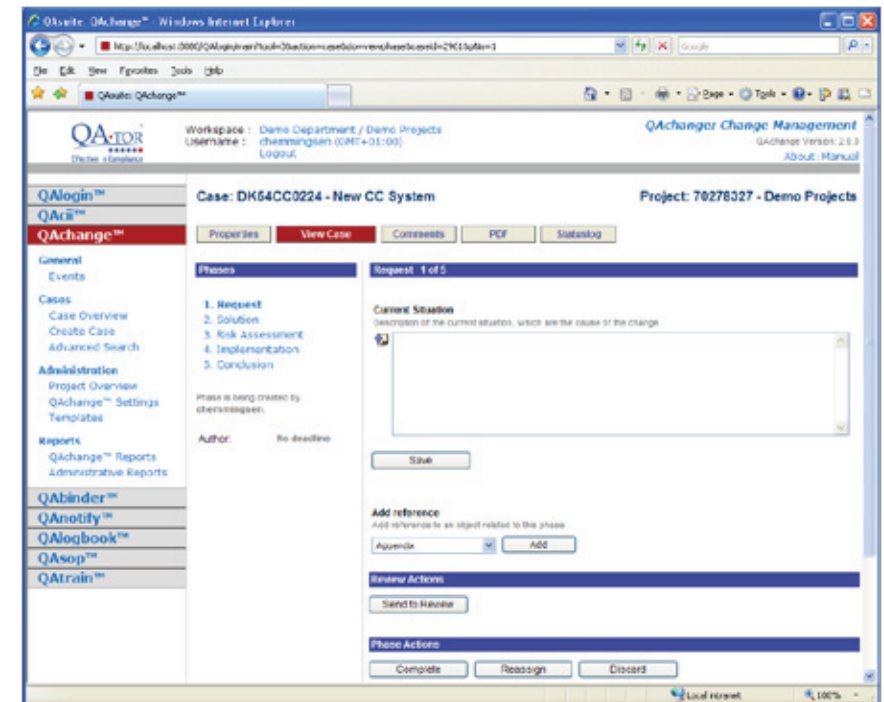 QAsuite: QAchange™ - Windows Internet Explorer
Google
File Edit View Favorites Tools Help
QAsuite: QAchange™
Page Tools
QAtor
Effective eCompliance
Workspace : Demo Department / Demo Projects
Username : chemmingsen (GMT+01:00)
Logout
QAchanger Change Management
QAchange Version: 2.0.0
About Manual
QAlogin™
QAcii™
QAchange™
General
Events
Cases
Case Overview
Create Case
Advanced Search
Administration
Project Overview
QAchange™ Settings
Templates
Reports
QAchange™ Reports
Administrative Reports
QAbinder™
QAnotify™
QAlogbook™
QAsop™
QAtrain™
Case: DK54CC0224 - New CC System
Project: 70278327 - Demo Projects
Properties View Case Comments PDF Statuslog
Phases
1. Request
2. Solution
3. Risk Assessment
4. Implementation
5. Conclusion
Phase is being created by
chemmingsen.
Author: No deadline
Request 1 of 5
Current Situation
Description of the current situation, which are the cause of the change
Save
Add reference
Add reference to an object related to this phase
Appendix Add
Review Actions
Send to Review
Phase Actions
Complete Reassign Discard
Local intranet 100%